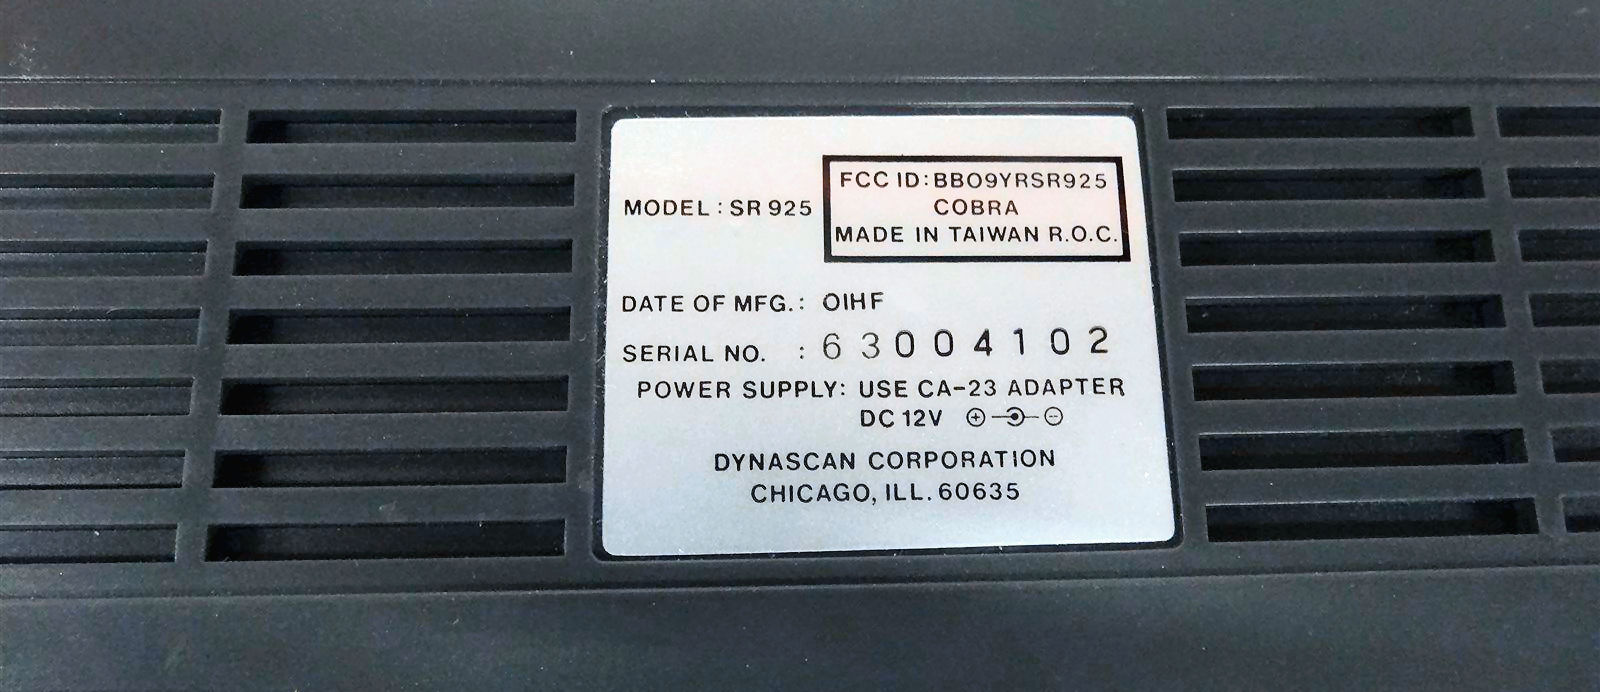 MODEL: SR 925
FCC ID: BBO9YRSR925
COBRA
MADE IN TAIWAN R.O.C.
DATE OF MFG.: OIHF
SERIAL NO. : 63004102
POWER SUPPLY: USE CA-23 ADAPTER
DC 12V
DYNASCAN CORPORATION
CHICAGO, ILL. 60635